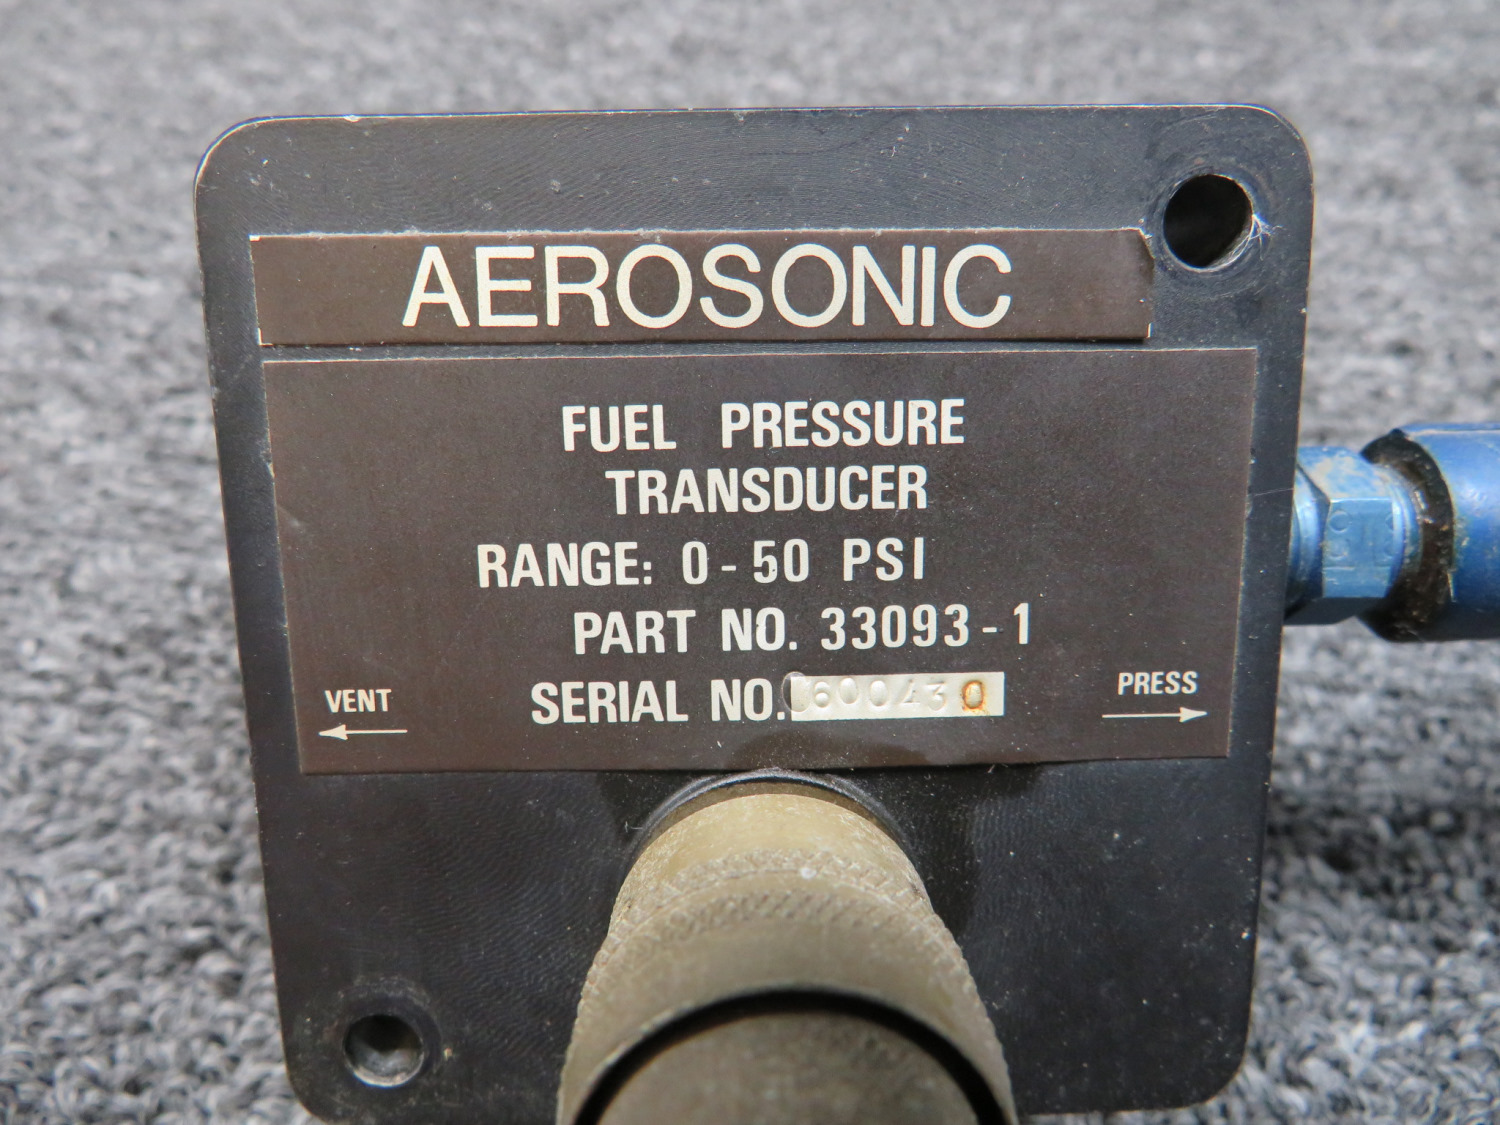 AEROSONIC
FUEL PRESSURE
TRANSDUCER
RANGE: 0-50 PSI
PART NO. 33093-1
SERIAL NO.
VENT
PRESS